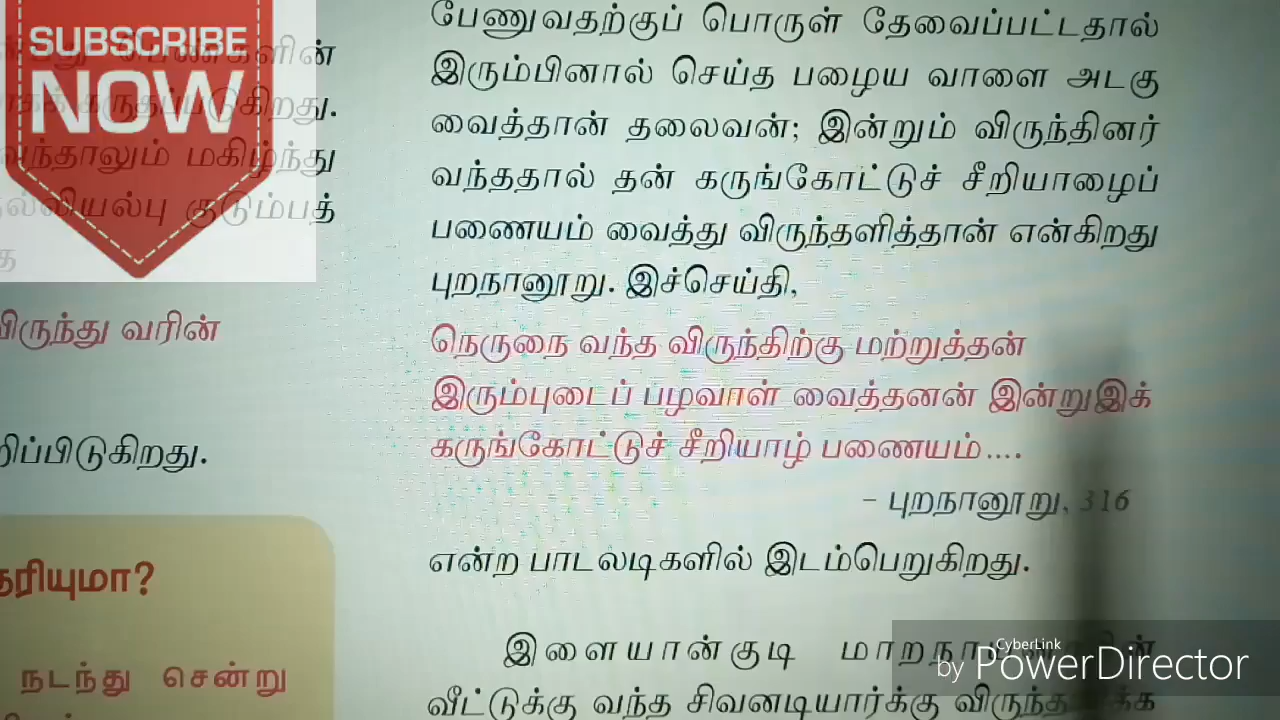 SUBSCRIBE
NOW
மகிழ்ந்து
குடும்பத்
விருந்து வரின்
நடந்து சென்று
பேணுவதற்குப் பொருள் தேவைப்பட்டதால்
இரும்பினால் செய்த பழைய வாளை அடகு
வைத்தான் தலைவன்; இன்றும் விருந்தினர்
வந்ததால் தன் கருங்கோட்டுச் சீறியாழைப்
பணையம் வைத்து விருந்தளித்தான் என்கிறது
புறநானூறு. இச்செய்தி,
நெருநை வந்த விருந்திற்கு மற்றுத்தன்
இரும்புடைப் பழவாள் வைத்தனன் இன்றுஇக்
கருங்கோட்டுச் சீறியாழ் பணையம்....
– புறநானூறு, 316
என்ற பாடலடிகளில் இடம்பெறுகிறது.
இளையான்குடி
வீட்டுக்கு வந்த சிவனடியார்க்கு
CyberLink
by PowerDirector